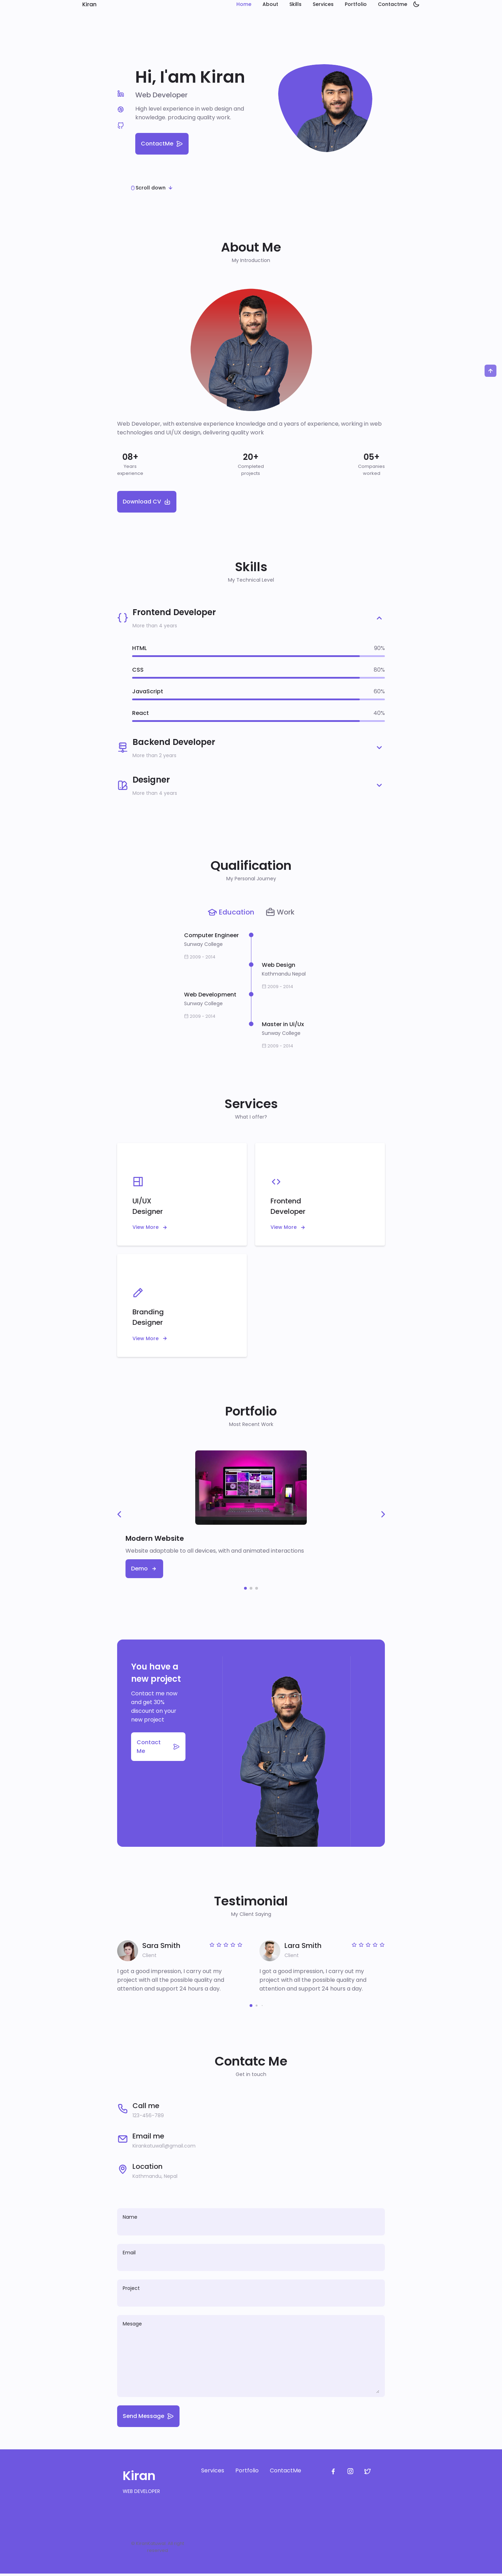 Kiran
Home About Skills Services Portfolio Contactme
Hi, I'am Kiran
Web Developer
High level experience in web design and
knowledge. producing quality work.
ContactMe
Scroll down
About Me
My Introduction
Web Developer, with extensive experience knowledge and a years of experience, working in web
technologies and UI/UX design, delivering quality work
08+ 20+ 05+
Years Completed Companies
experience projects worked
Download CV
Skills
My Technical Level
Frontend Developer
More than 4 years
HTML 90%
CSS 80%
JavaScript 60%
React 40%
Backend Developer
More than 2 years
Designer
More than 4 years
Qualification
My Personal Journey
Education Work
Computer Engineer
Sunway College
2009 - 2014
Web Design
Kathmandu Nepal
2009 - 2014
Web Development
Sunway College
2009 - 2014
Master in Ui/Ux
Sunway College
2009 - 2014
Services
What I offer?
UI/UX
Designer
View More
Frontend
Developer
View More
Branding
Designer
View More
Portfolio
Most Recent Work
Modern Website
Website adaptable to all devices, with and animated interactions
Demo
You have a
new project
Contact me now
and get 30%
discount on your
new project
Contact
Me
Testimonial
My Client Saying
Sara Smith
Client
I got a good impression, I carry out my
project with all the possible quality and
attention and support 24 hours a day.
Lara Smith
Client
I got a good impression, I carry out my
project with all the possible quality and
attention and support 24 hours a day.
Contatc Me
Get in touch
Call me
123-456-789
Email me
Location
Kathmandu, Nepal
Name
Email
Project
Mesage
Send Message
Kiran
WEB DEVELOPER
Services Portfolio ContactMe